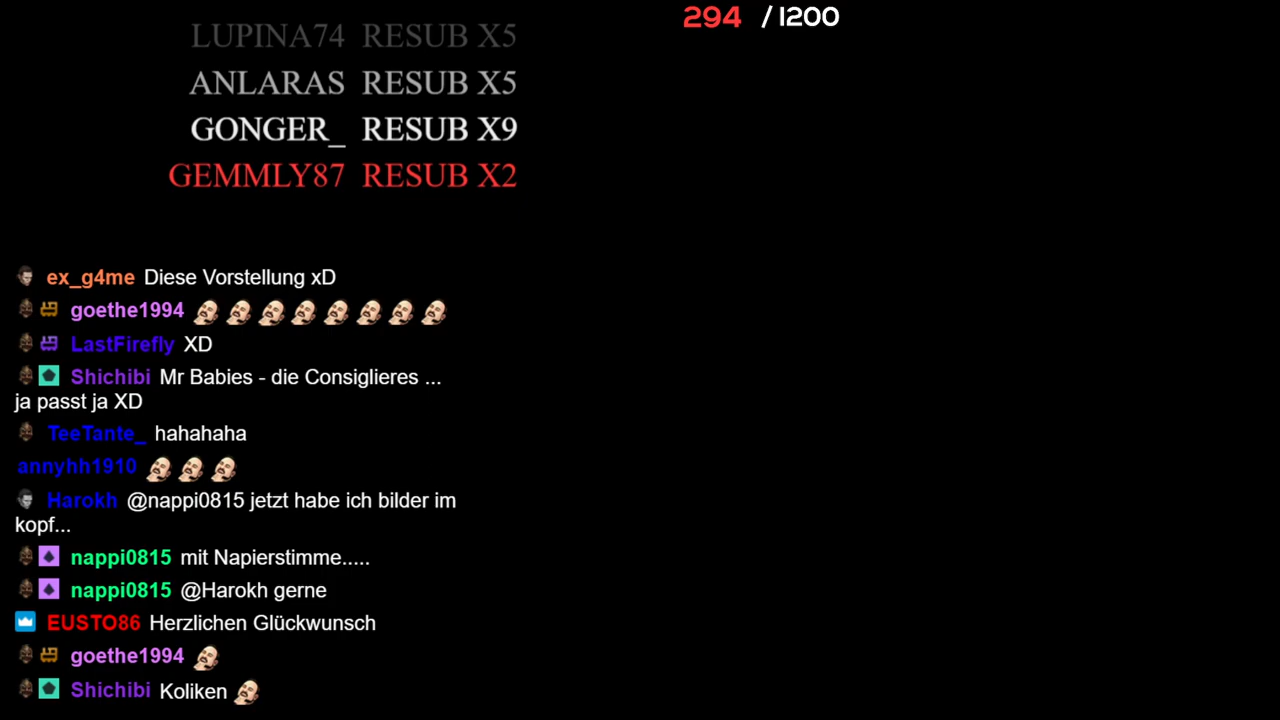 294 /1200
LUPINA74 RESUB X5
ANLARAS RESUB X5
GONGER_ RESUB X9
GEMMLY87 RESUB X2
ex_g4me Diese Vorstellung xD
goethe1994
LastFirefly XD
Shichibi Mr Babies - die Consiglieres ...
ja passt ja XD
TeeTante_ hahahaha
annyhh1910
Harokh @nappi0815 jetzt habe ich bilder im
kopf...
nappi0815 mit Napierstimme.....
nappi0815 @Harokh gerne
EUSTO86 Herzlichen Glückwunsch
goethe1994
Shichibi Koliken